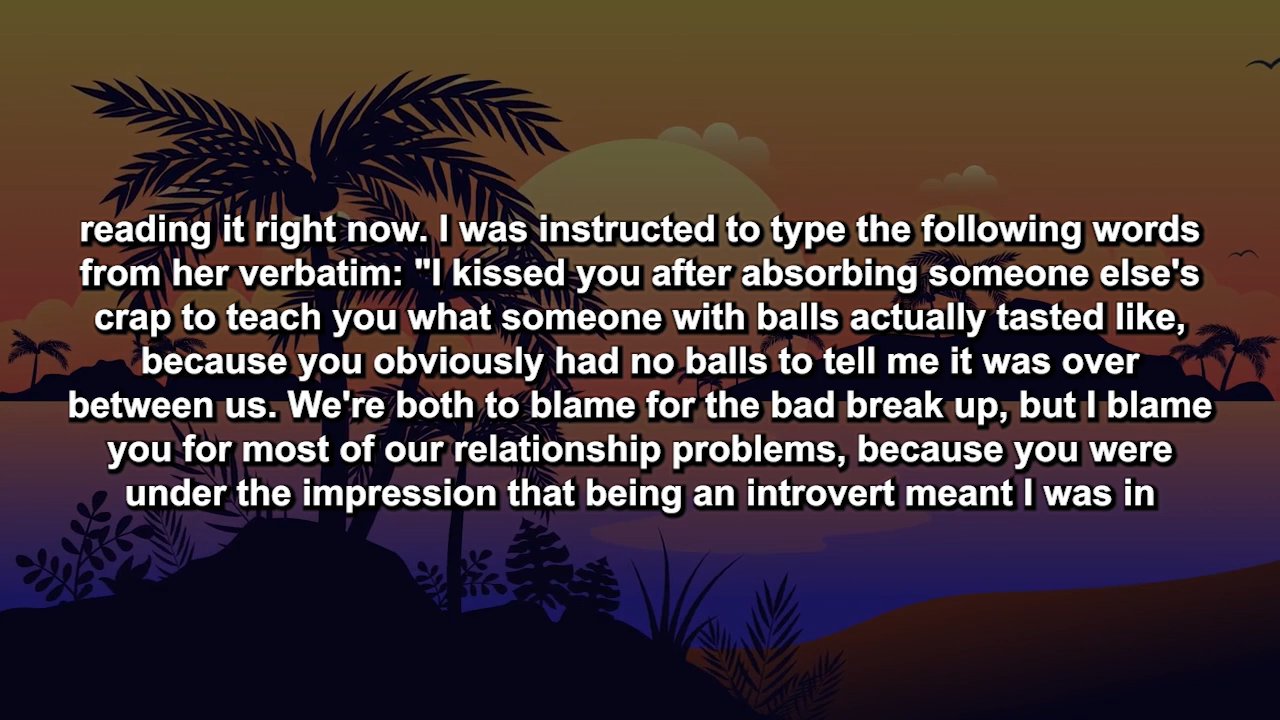 reading it right now. I was instructed to type the following words
from her verbatim: "I kissed you after absorbing someone else's
crap to teach you what someone with balls actually tasted like,
because you obviously had no balls to tell me it was over
between us. We're both to blame for the bad break up, but I blame
you for most of our relationship problems, because you were
under the impression that being an introvert meant I was in